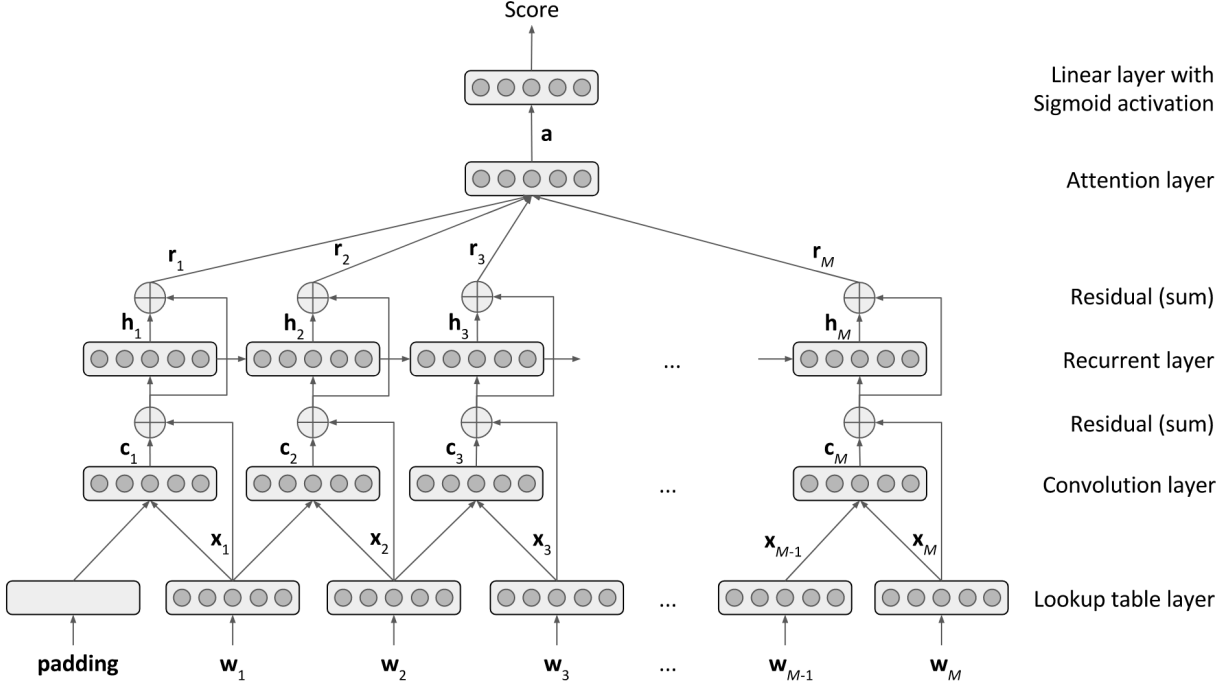 Score
Linear layer with
Sigmoid activation
a
Attention layer
r1 r2 r3 rM
Residual (sum)
h1 h2 h3 hM
... Recurrent layer
Residual (sum)
c1 c2 c3 cM
... Convolution layer
x1 x2 x3 xM-1 xM
... Lookup table layer
padding w1 w2 w3 ... wM-1 wM